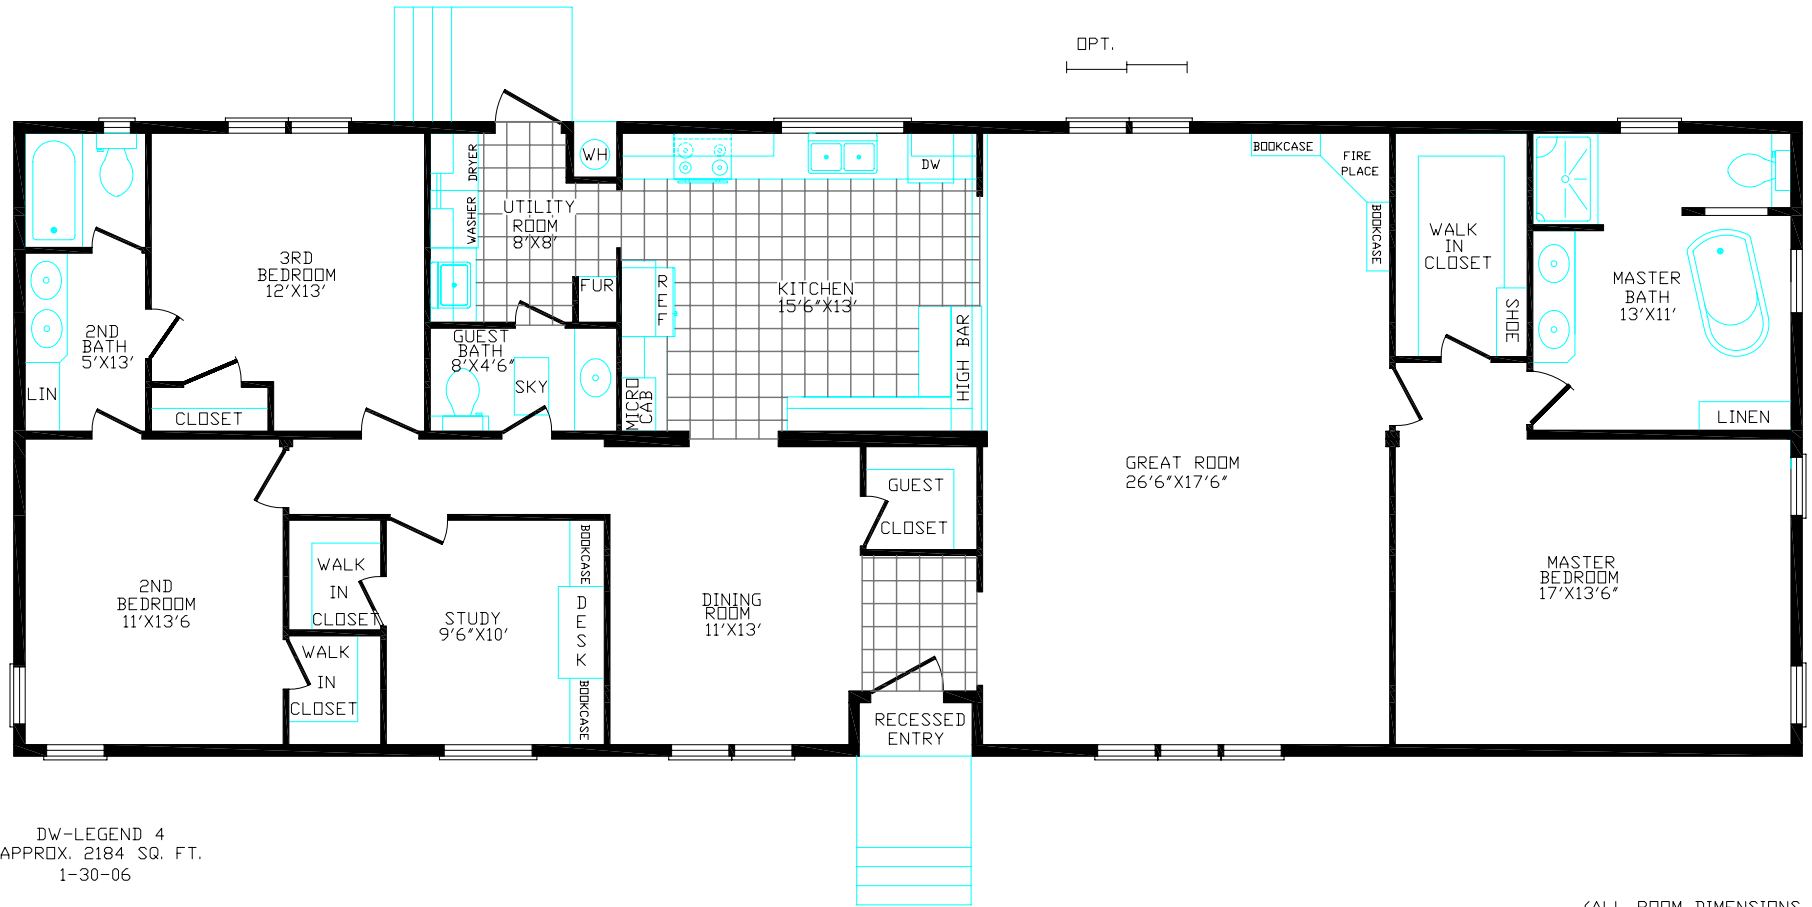 OPT.
WH
DRYER
WASHER
UTILITY
ROOM
8'X8'
FUR
DW
BOOKCASE
FIRE
PLACE
BOOKCASE
WALK
IN
CLOSET
SHOE
MASTER
BATH
13'X11'
LINEN
3RD
BEDROOM
12'X13'
2ND
BATH
5'X13'
LIN
CLOSET
GUEST
BATH
8'X4'6"
SKY
REF
MICRO
CAB
KITCHEN
15'6"X13'
HIGH BAR
GREAT ROOM
26'6"X17'6"
GUEST
CLOSET
2ND
BEDROOM
11'X13'6
WALK
IN
CLOSET
WALK
IN
CLOSET
STUDY
9'6"X10'
BOOKCASE
DESK
BOOKCASE
DINING
ROOM
11'X13'
RECESSED
ENTRY
MASTER
BEDROOM
17'X13'6"
DW-LEGEND 4
APPROX. 2184 SQ. FT.
1-30-06
(ALL ROOM DIMENSIONS